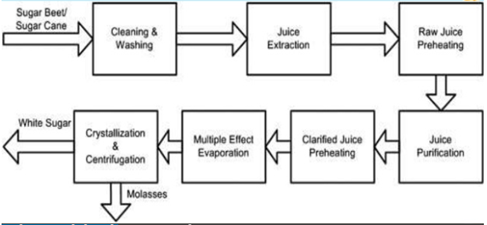 Sugar Beet/
Sugar Cane
Cleaning &
Washing
Juice
Extraction
Raw Juice
Preheating
White Sugar
Crystallization
&
Centrifugation
Multiple Effect
Evaporation
Clarified Juice
Preheating
Juice
Purification
Molasses